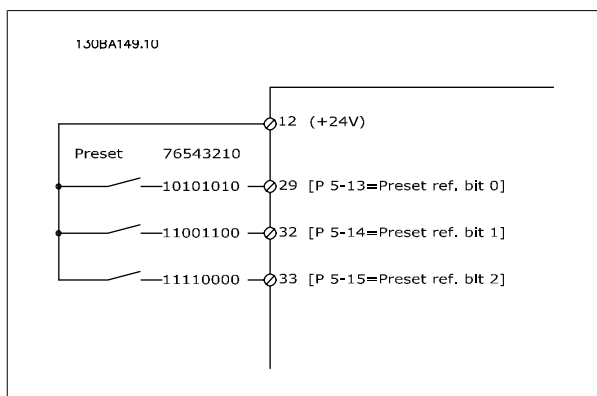 130BA149.10
12 (+24V)
Preset 76543210
10101010 29 [P 5-13=Preset ref. bit 0]
11001100 32 [P 5-14=Preset ref. bit 1]
11110000 33 [P 5-15=Preset ref. bit 2]